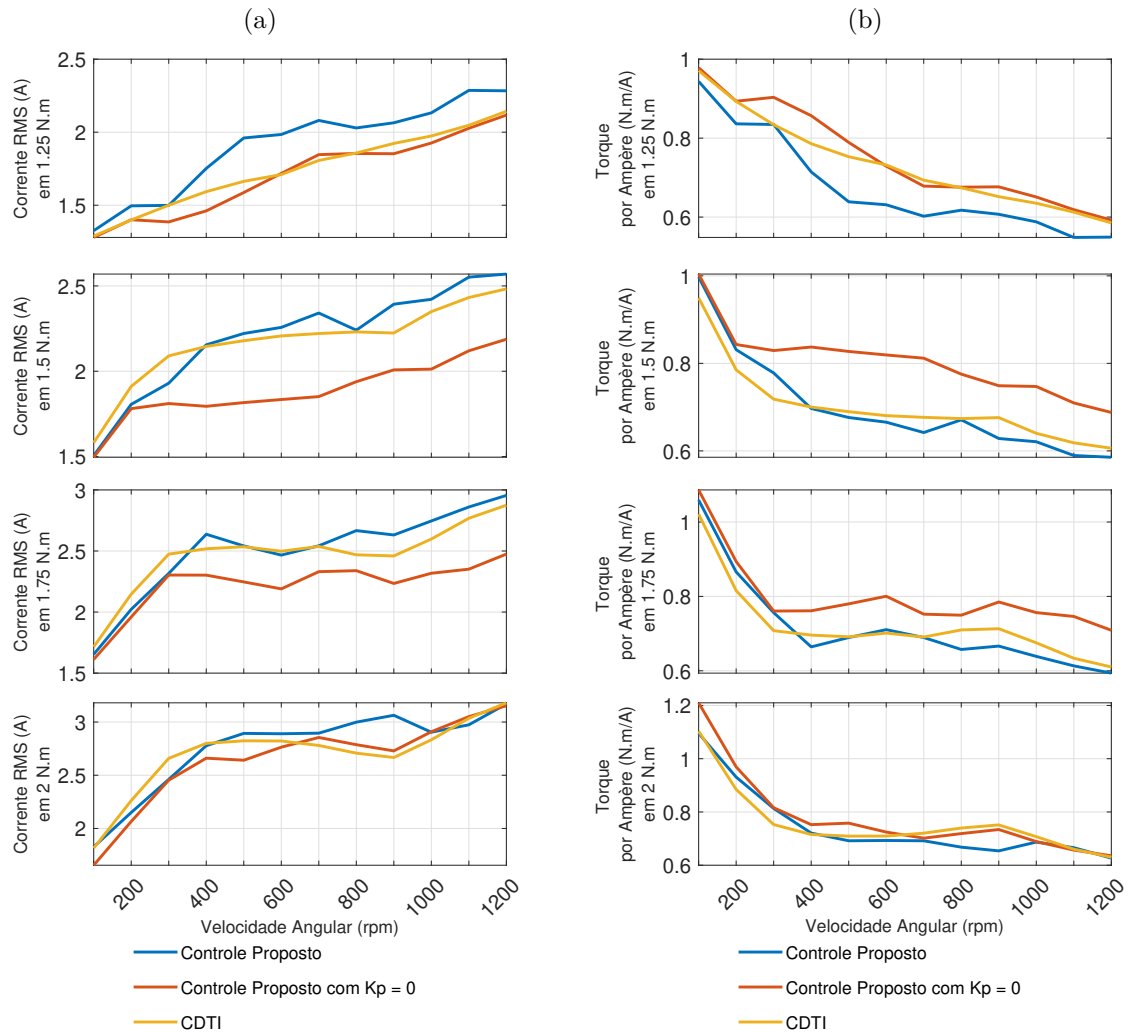 (a)
(b)
Corrente RMS (A)
em 1.25 N.m
2.5
2
1.5
Torque
por Ampère (N.m/A)
em 1.25 N.m
1
0.8
0.6
Corrente RMS (A)
em 1.5 N.m
2.5
2
1.5
Torque
por Ampère (N.m/A)
em 1.5 N.m
1
0.8
0.6
Corrente RMS (A)
em 1.75 N.m
3
2.5
2
1.5
Torque
por Ampère (N.m/A)
em 1.75 N.m
1
0.8
0.6
Corrente RMS (A)
em 2 N.m
3
2.5
2
Torque
por Ampère (N.m/A)
em 2 N.m
1.2
1
0.8
0.6
200 400 600 800 1000 1200
Velocidade Angular (rpm)
200 400 600 800 1000 1200
Velocidade Angular (rpm)
Controle Proposto
Controle Proposto com Kp = 0
CDTI
Controle Proposto
Controle Proposto com Kp = 0
CDTI